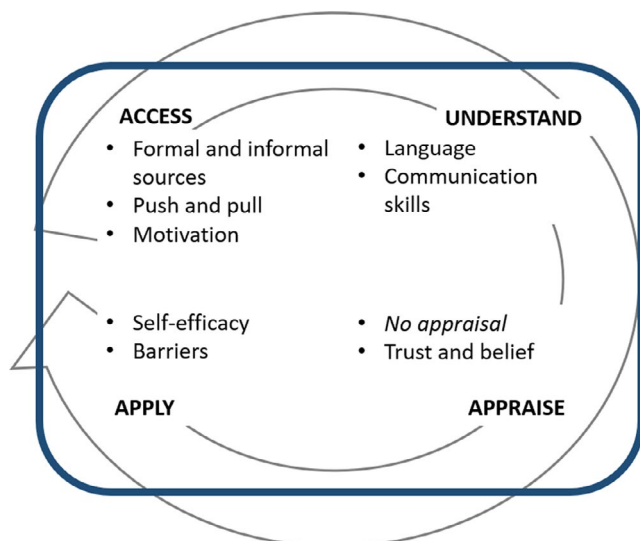 ACCESS
• Formal and informal
sources
• Push and pull
• Motivation
UNDERSTAND
• Language
• Communication
skills
• Self-efficacy
• Barriers
APPLY
• No appraisal
• Trust and belief
APPRAISE